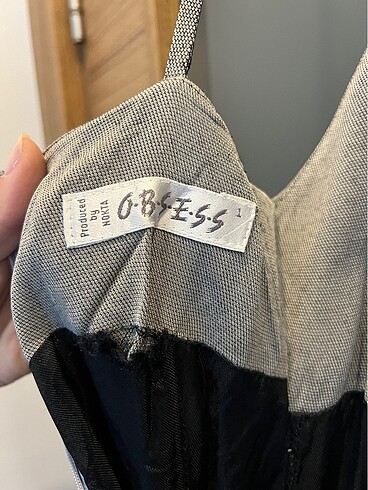 Produced
by
NOKTA
O·B·S·E·S·S
1